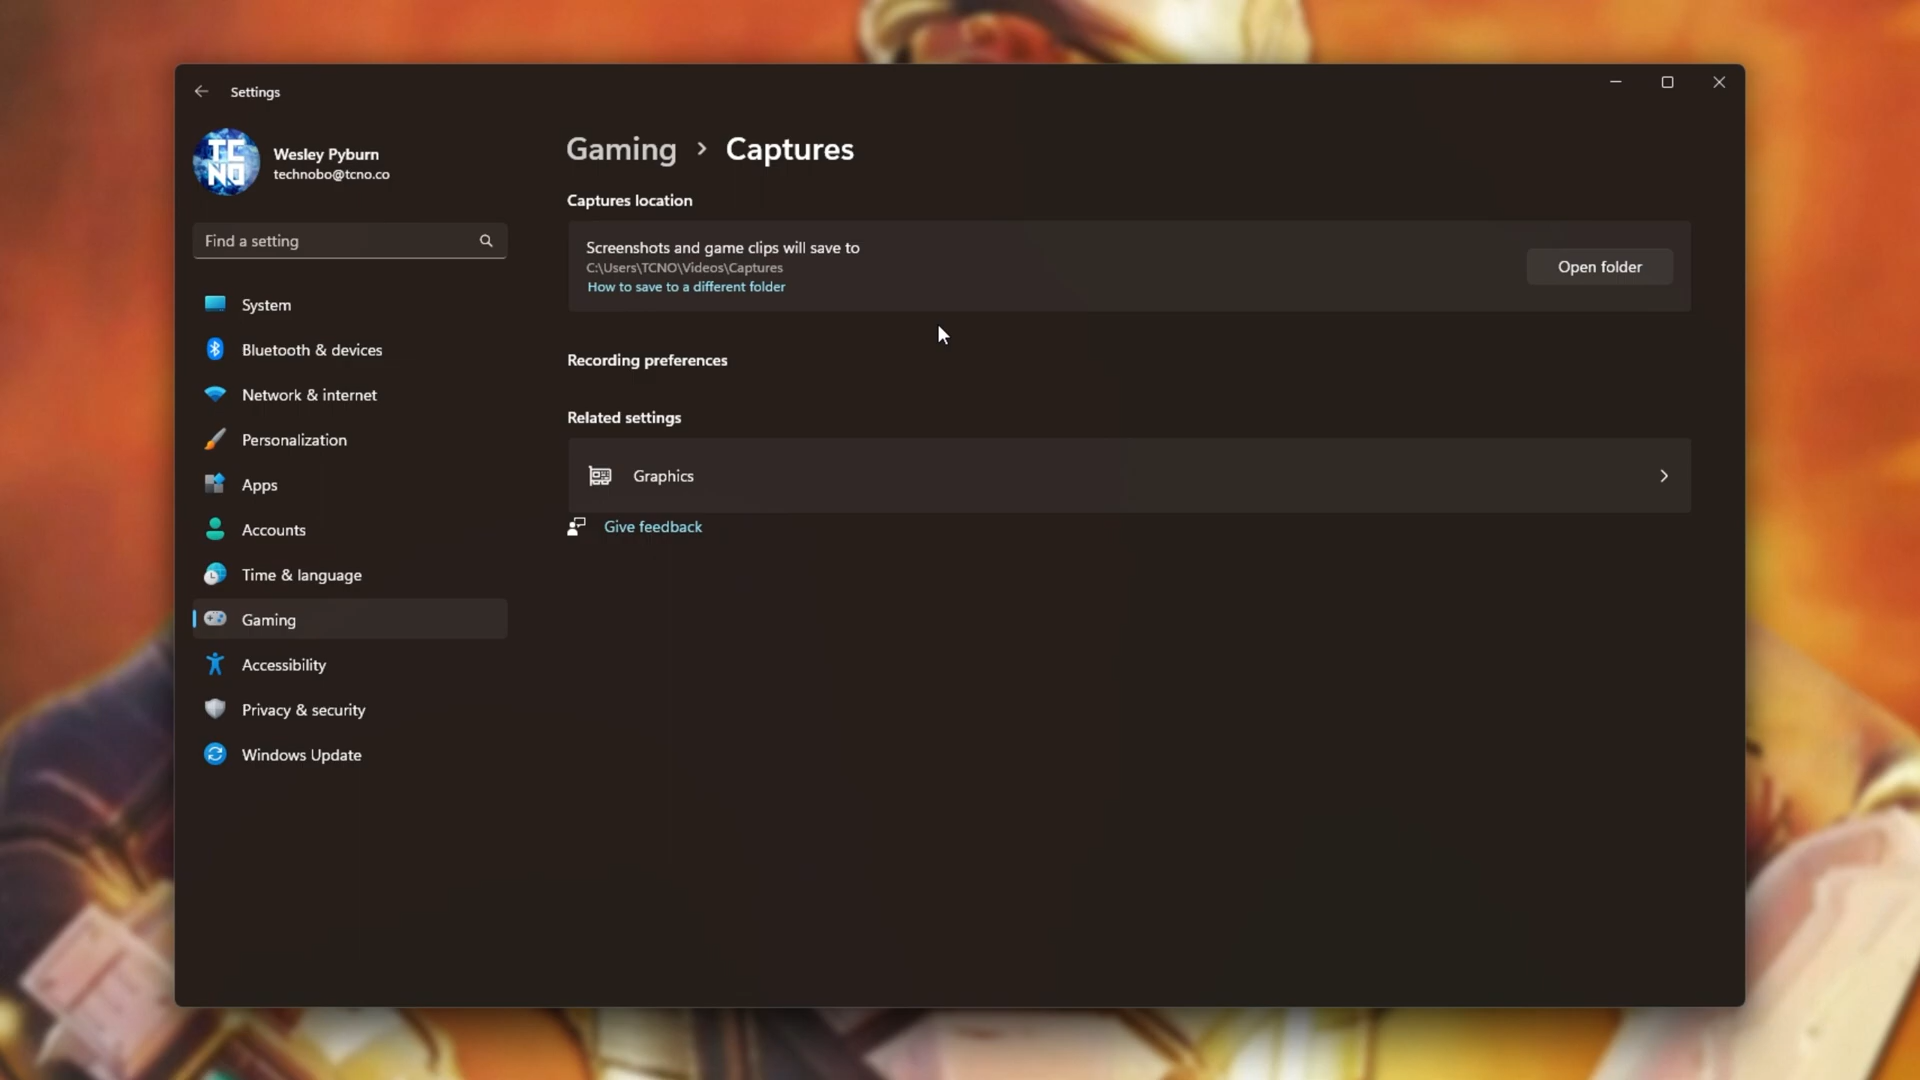 Settings
TC
NO
Wesley Pyburn
technobo@tcno.co
Find a setting
System
Bluetooth & devices
Network & internet
Personalization
Apps
Accounts
Time & language
Gaming
Accessibility
Privacy & security
Windows Update
Gaming > Captures
Captures location
Screenshots and game clips will save to
C:\Users\TCNO\Videos\Captures
How to save to a different folder
Open folder
Recording preferences
Related settings
Graphics
Give feedback